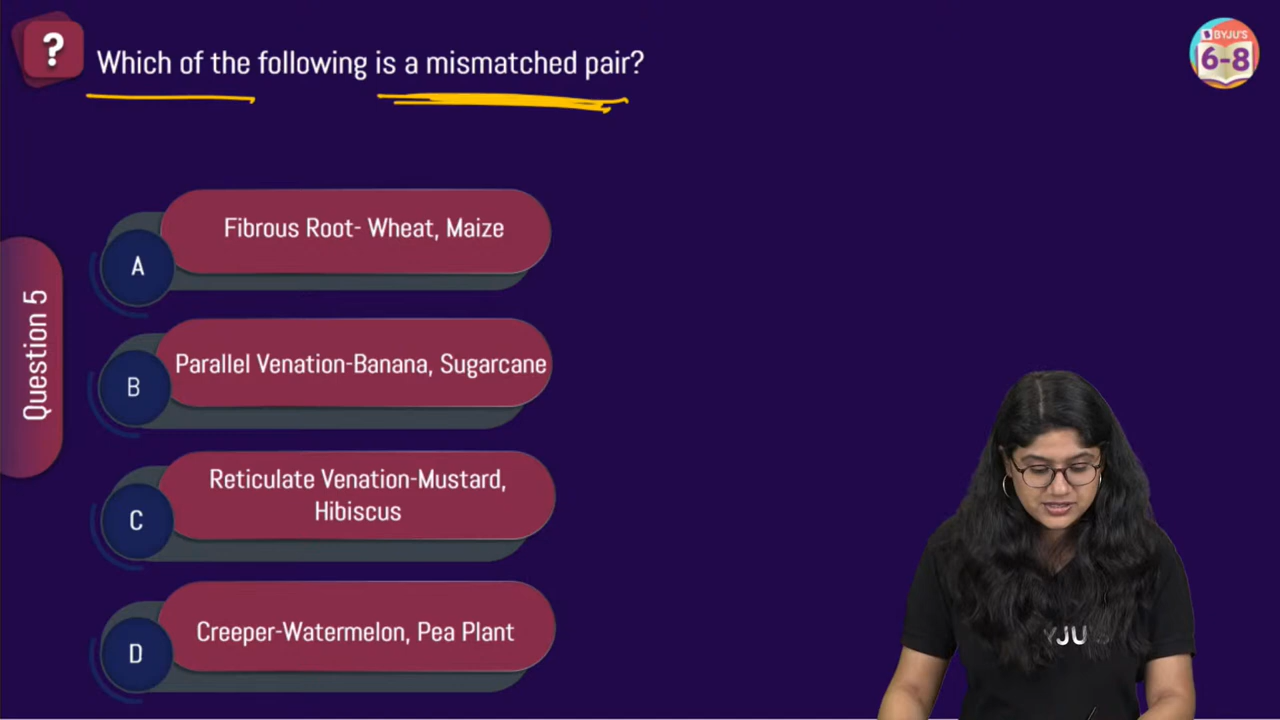 ?
Which of the following is a mismatched pair?
BYJU'S
6-8
Question 5
A
Fibrous Root- Wheat, Maize
B
Parallel Venation-Banana, Sugarcane
C
Reticulate Venation-Mustard,
Hibiscus
D
Creeper-Watermelon, Pea Plant
BYJU'S